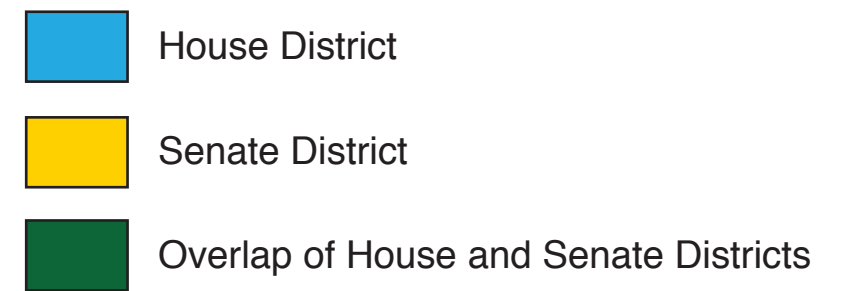 House District
Senate District
Overlap of House and Senate Districts